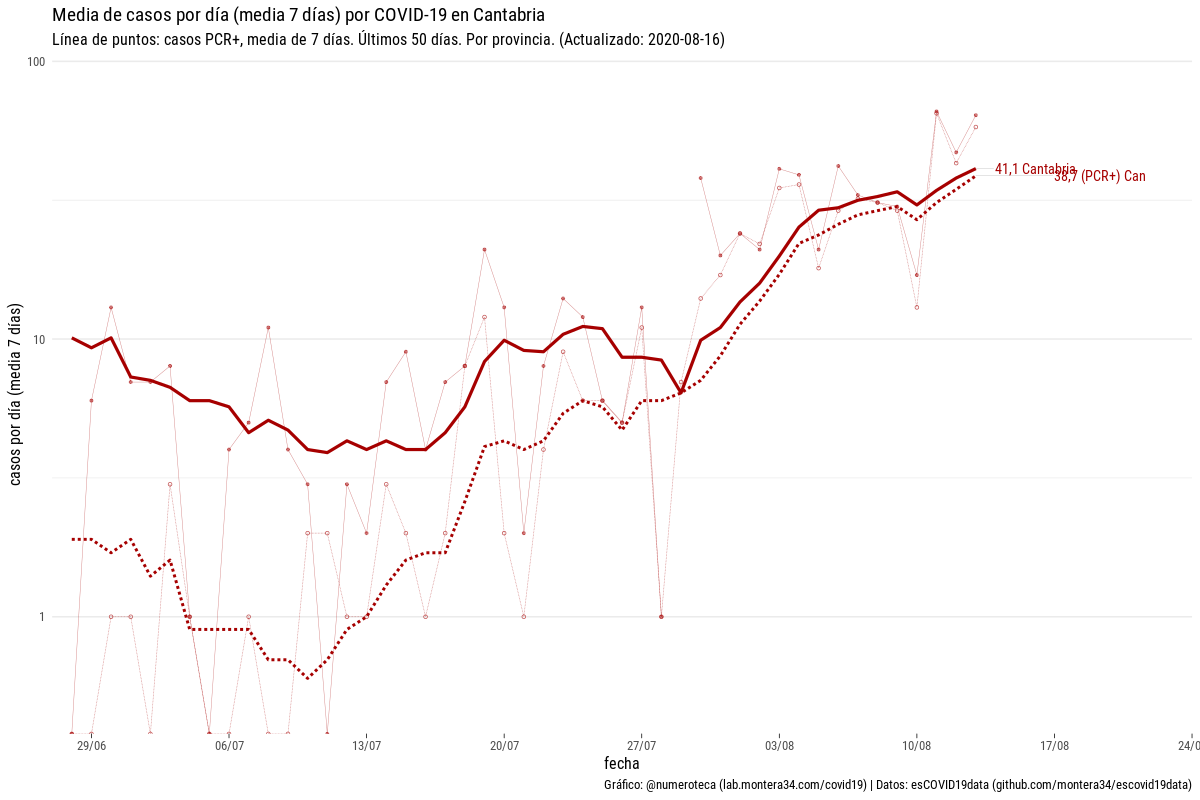 Media de casos por día (media 7 días) por COVID-19 en Cantabria
Línea de puntos: casos PCR+, media de 7 días. Últimos 50 días. Por provincia. (Actualizado: 2020-08-16)
100
10
1
casos por día (media 7 días)
41,1 Cantabria
38,7 (PCR+) Can
29/06 06/07 13/07 20/07 27/07 03/08 10/08 17/08 24/0
fecha
Gráfico: @numeroteca (lab.montera34.com/covid19) | Datos: esCOVID19data (github.com/montera34/escovid19data)